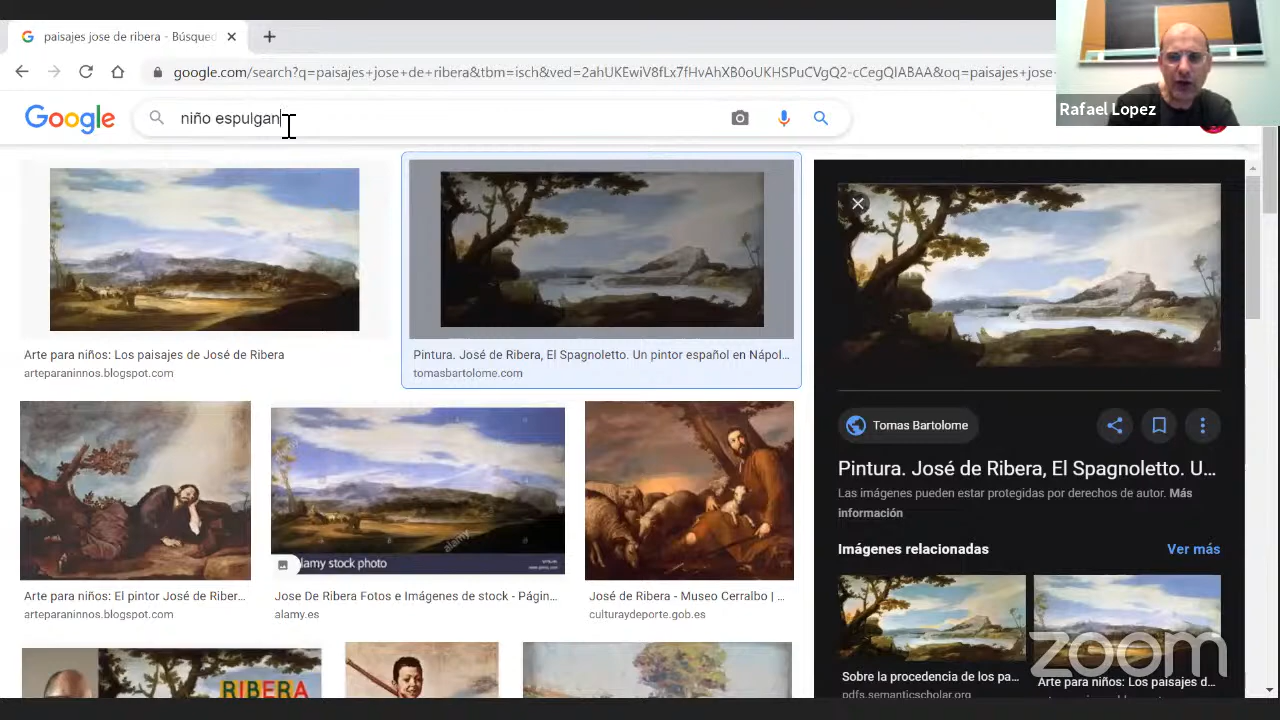 paisajes jose de ribera - Búsqued
google.com/search?q=paisajes+jose+de+ribera&tbm=isch&ved=2ahUKEwiV8fLx7fHvAhXB0oUKHSPuCVgQ2-cCegQIABAA&oq=paisajes+jose-
Rafael Lopez
Google
niño espulgan
Arte para niños: Los paisajes de José de Ribera
arteparaninnos.blogspot.com
Pintura. José de Ribera, El Spagnoletto. Un pintor español en Nápol...
tomasbartolome.com
Tomas Bartolome
Pintura. José de Ribera, El Spagnoletto. U...
Las imágenes pueden estar protegidas por derechos de autor. Más
información
Imágenes relacionadas
Ver más
alamy
alamy stock photo
Arte para niños: El pintor José de Riber...
arteparaninnos.blogspot.com
Jose De Ribera Fotos e Imágenes de stock - Págin...
alamy.es
José de Ribera - Museo Cerralbo | ...
culturaydeporte.gob.es
RIBERA
Sobre la procedencia de los pa...
pdfs.semanticscholar.org
Arte para niños: Los paisajes d...
arteparaninnos.blogspot.com
zoom